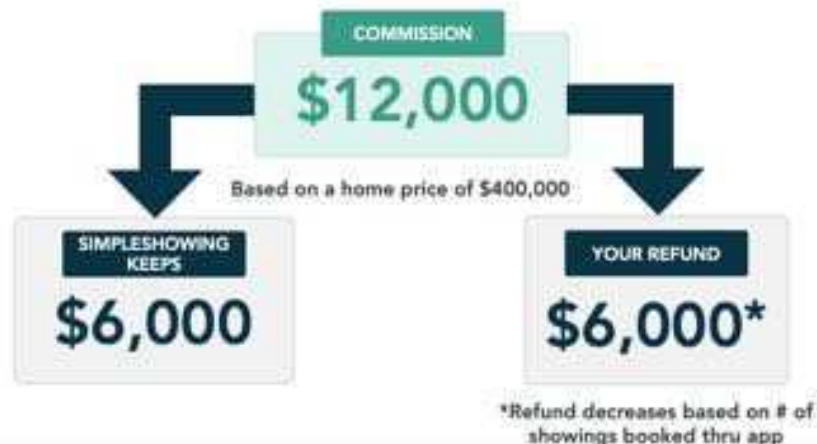 COMMISSION
$12,000
Based on a home price of $400,000
SIMPLESHOWING
KEEPS
$6,000
YOUR REFUND
$6,000*
*Refund decreases based on # of
showings booked thru app